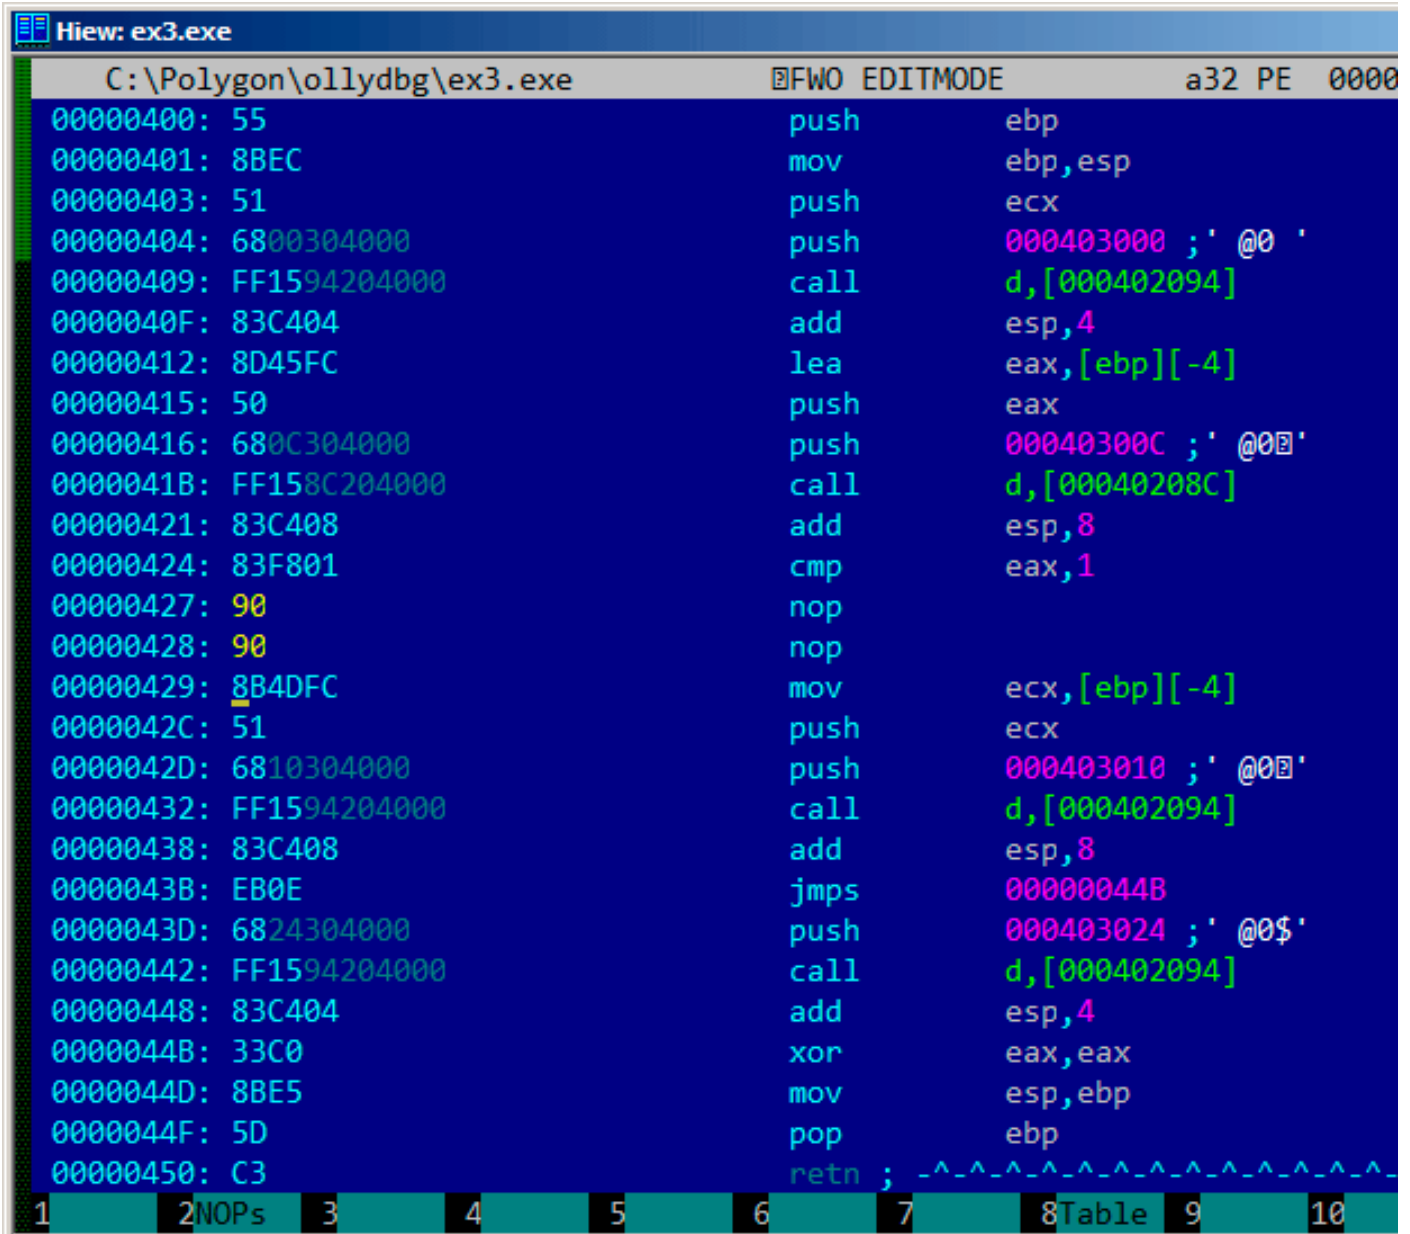 Hiew: ex3.exe
C:\Polygon\ollydbg\ex3.exe FWO EDITMODE a32 PE 0000
00000400: 55 push ebp
00000401: 8BEC mov ebp,esp
00000403: 51 push ecx
00000404: 6800304000 push 000403000 ;' @0 '
00000409: FF1594204000 call d,[000402094]
0000040F: 83C404 add esp,4
00000412: 8D45FC lea eax,[ebp][-4]
00000415: 50 push eax
00000416: 680C304000 push 00040300C ;' @0⍰'
0000041B: FF158C204000 call d,[00040208C]
00000421: 83C408 add esp,8
00000424: 83F801 cmp eax,1
00000427: 90 nop
00000428: 90 nop
00000429: 8B4DFC mov ecx,[ebp][-4]
0000042C: 51 push ecx
0000042D: 6810304000 push 000403010 ;' @0⍰'
00000432: FF1594204000 call d,[000402094]
00000438: 83C408 add esp,8
0000043B: EB0E jmps 00000044B
0000043D: 6824304000 push 000403024 ;' @0$'
00000442: FF1594204000 call d,[000402094]
00000448: 83C404 add esp,4
0000044B: 33C0 xor eax,eax
0000044D: 8BE5 mov esp,ebp
0000044F: 5D pop ebp
00000450: C3 retn ; -^-^-^-^-^-^-^-^-^-^-^-^-^-
1 2NOPs 3 4 5 6 7 8Table 9 10